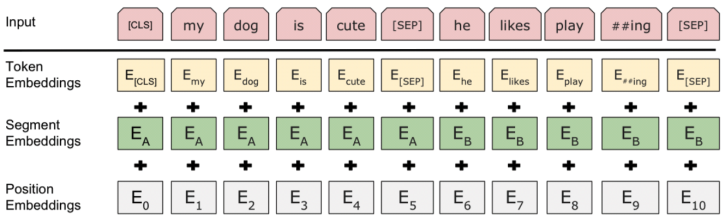 Input [CLS] my dog is cute [SEP] he likes play ##ing [SEP]
Token
Embeddings
E[CLS] Emy Edog Eis Ecute E[SEP] Ehe Elikes Eplay E##ing E[SEP]
+ + + + + + + + + + +
Segment
Embeddings
EA EA EA EA EA EA EB EB EB EB EB
+ + + + + + + + + + +
Position
Embeddings
E0 E1 E2 E3 E4 E5 E6 E7 E8 E9 E10